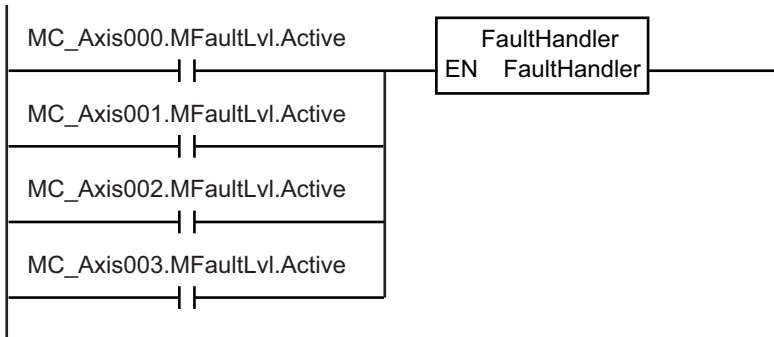 MC_Axis000.MFaultLvl.Active
FaultHandler
EN FaultHandler
MC_Axis001.MFaultLvl.Active
MC_Axis002.MFaultLvl.Active
MC_Axis003.MFaultLvl.Active